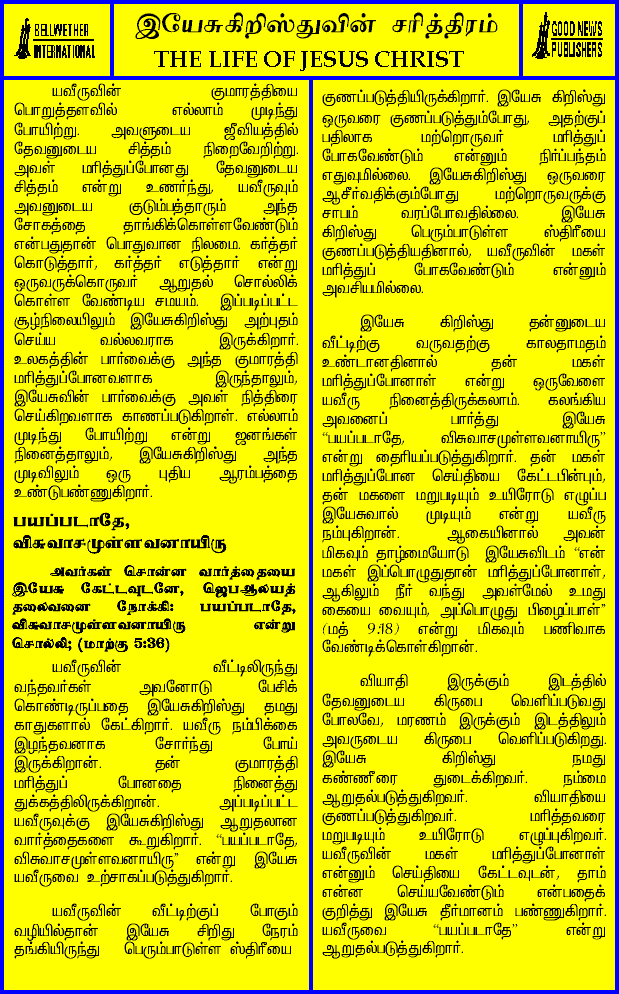 BELLWETHER
INTERNATIONAL
இயேசுகிறிஸ்துவின் சரித்திரம்
THE LIFE OF JESUS CHRIST
GOOD NEWS
PUBLISHERS
யவீருவின் குமாரத்தியை
பொறுத்தளவில் எல்லாம் முடிந்து
போயிற்று. அவளுடைய ஜீவியத்தில்
தேவனுடைய சித்தம் நிறைவேறிற்று.
அவள் மரித்துப்போனது தேவனுடைய
சித்தம் என்று உணர்ந்து, யவீருவும்
அவனுடைய குடும்பத்தாரும் அந்த
சோகத்தை தாங்கிக்கொள்ளவேண்டும்
என்பதுதான் பொதுவான நிலமை. கர்த்தர்
கொடுத்தார், கர்த்தர் எடுத்தார் என்று
ஒருவருக்கொருவர் ஆறுதல் சொல்லிக்
கொள்ள வேண்டிய சமயம். இப்படிப்பட்ட
சூழ்நிலையிலும் இயேசுகிறிஸ்து அற்புதம்
செய்ய வல்லவராக இருக்கிறார்.
உலகத்தின் பார்வைக்கு அந்த குமாரத்தி
மரித்துப்போனவளாக இருந்தாலும்,
இயேசுவின் பார்வைக்கு அவள் நித்திரை
செய்கிறவளாக காணப்படுகிறாள். எல்லாம்
முடிந்து போயிற்று என்று ஜனங்கள்
நினைத்தாலும், இயேசுகிறிஸ்து அந்த
முடிவிலும் ஒரு புதிய ஆரம்பத்தை
உண்டுபண்ணுகிறார்.
பயப்படாதே,
விசுவாசமுள்ளவனாயிரு
அவர்கள் சொன்ன வார்த்தையை
இயேசு கேட்டவுடனே, ஜெபஆலயத்
தலைவனை நோக்கி: பயப்படாதே,
விசுவாசமுள்ளவனாயிரு என்று
சொல்லி; (மாற்கு 5:36)
யவீருவின் வீட்டிலிருந்து
வந்தவர்கள் அவனோடு பேசிக்
கொண்டிருப்பதை இயேசுகிறிஸ்து தமது
காதுகளால் கேட்கிறார். யவீரு நம்பிக்கை
இழந்தவனாக சோர்ந்து போய்
இருக்கிறான். தன் குமாரத்தி
மரித்துப் போனதை நினைத்து
துக்கத்திலிருக்கிறான். அப்படிப்பட்ட
யவீருவுக்கு இயேசுகிறிஸ்து ஆறுதலான
வார்த்தைகளை கூறுகிறார். “பயப்படாதே,
விசுவாசமுள்ளவனாயிரு” என்று இயேசு
யவீருவை உற்சாகப்படுத்துகிறார்.
யவீருவின் வீட்டிற்குப் போகும்
வழியில்தான் இயேசு சிறிது நேரம்
தங்கியிருந்து பெரும்பாடுள்ள ஸ்திரீயை
குணப்படுத்தியிருக்கிறார். இயேசு கிறிஸ்து
ஒருவரை குணப்படுத்தும்போது, அதற்குப்
பதிலாக மற்றொருவர் மரித்துப்
போகவேண்டும் என்னும் நிர்ப்பந்தம்
எதுவுமில்லை. இயேசுகிறிஸ்து ஒருவரை
ஆசீர்வதிக்கும்போது மற்றொருவருக்கு
சாபம் வரப்போவதில்லை. இயேசு
கிறிஸ்து பெரும்பாடுள்ள ஸ்திரீயை
குணப்படுத்தியதினால், யவீருவின் மகள்
மரித்துப் போகவேண்டும் என்னும்
அவசியமில்லை.
இயேசு கிறிஸ்து தன்னுடைய
வீட்டிற்கு வருவதற்கு காலதாமதம்
உண்டானதினால் தன் மகள்
மரித்துப்போனாள் என்று ஒருவேளை
யவீரு நினைத்திருக்கலாம். கலங்கிய
அவனைப் பார்த்து இயேசு
“பயப்படாதே, விசுவாசமுள்ளவனாயிரு”
என்று தைரியப்படுத்துகிறார். தன் மகள்
மரித்துப்போன செய்தியை கேட்டபின்பும்,
தன் மகளை மறுபடியும் உயிரோடு எழுப்ப
இயேசுவால் முடியும் என்று யவீரு
நம்புகிறான். ஆகையினால் அவன்
மிகவும் தாழ்மையோடு இயேசுவிடம் “என்
மகள் இப்பொழுதுதான் மரித்துப்போனாள்,
ஆகிலும் நீர் வந்து அவள்மேல் உமது
கையை வையும், அப்பொழுது பிழைப்பாள்”
(மத் 9:18) என்று மிகவும் பணிவாக
வேண்டிக்கொள்கிறான்.
வியாதி இருக்கும் இடத்தில்
தேவனுடைய கிருபை வெளிப்படுவது
போலவே, மரணம் இருக்கும் இடத்திலும்
அவருடைய கிருபை வெளிப்படுகிறது.
இயேசு கிறிஸ்து நமது
கண்ணீரை துடைக்கிறவர். நம்மை
ஆறுதல்படுத்துகிறவர். வியாதியை
குணப்படுத்துகிறவர். மரித்தவரை
மறுபடியும் உயிரோடு எழுப்புகிறவர்.
யவீருவின் மகள் மரித்துப்போனாள்
என்னும் செய்தியை கேட்டவுடன், தாம்
என்ன செய்யவேண்டும் என்பதைக்
குறித்து இயேசு தீர்மானம் பண்ணுகிறார்.
யவீருவை “பயப்படாதே” என்று
ஆறுதல்படுத்துகிறார்.